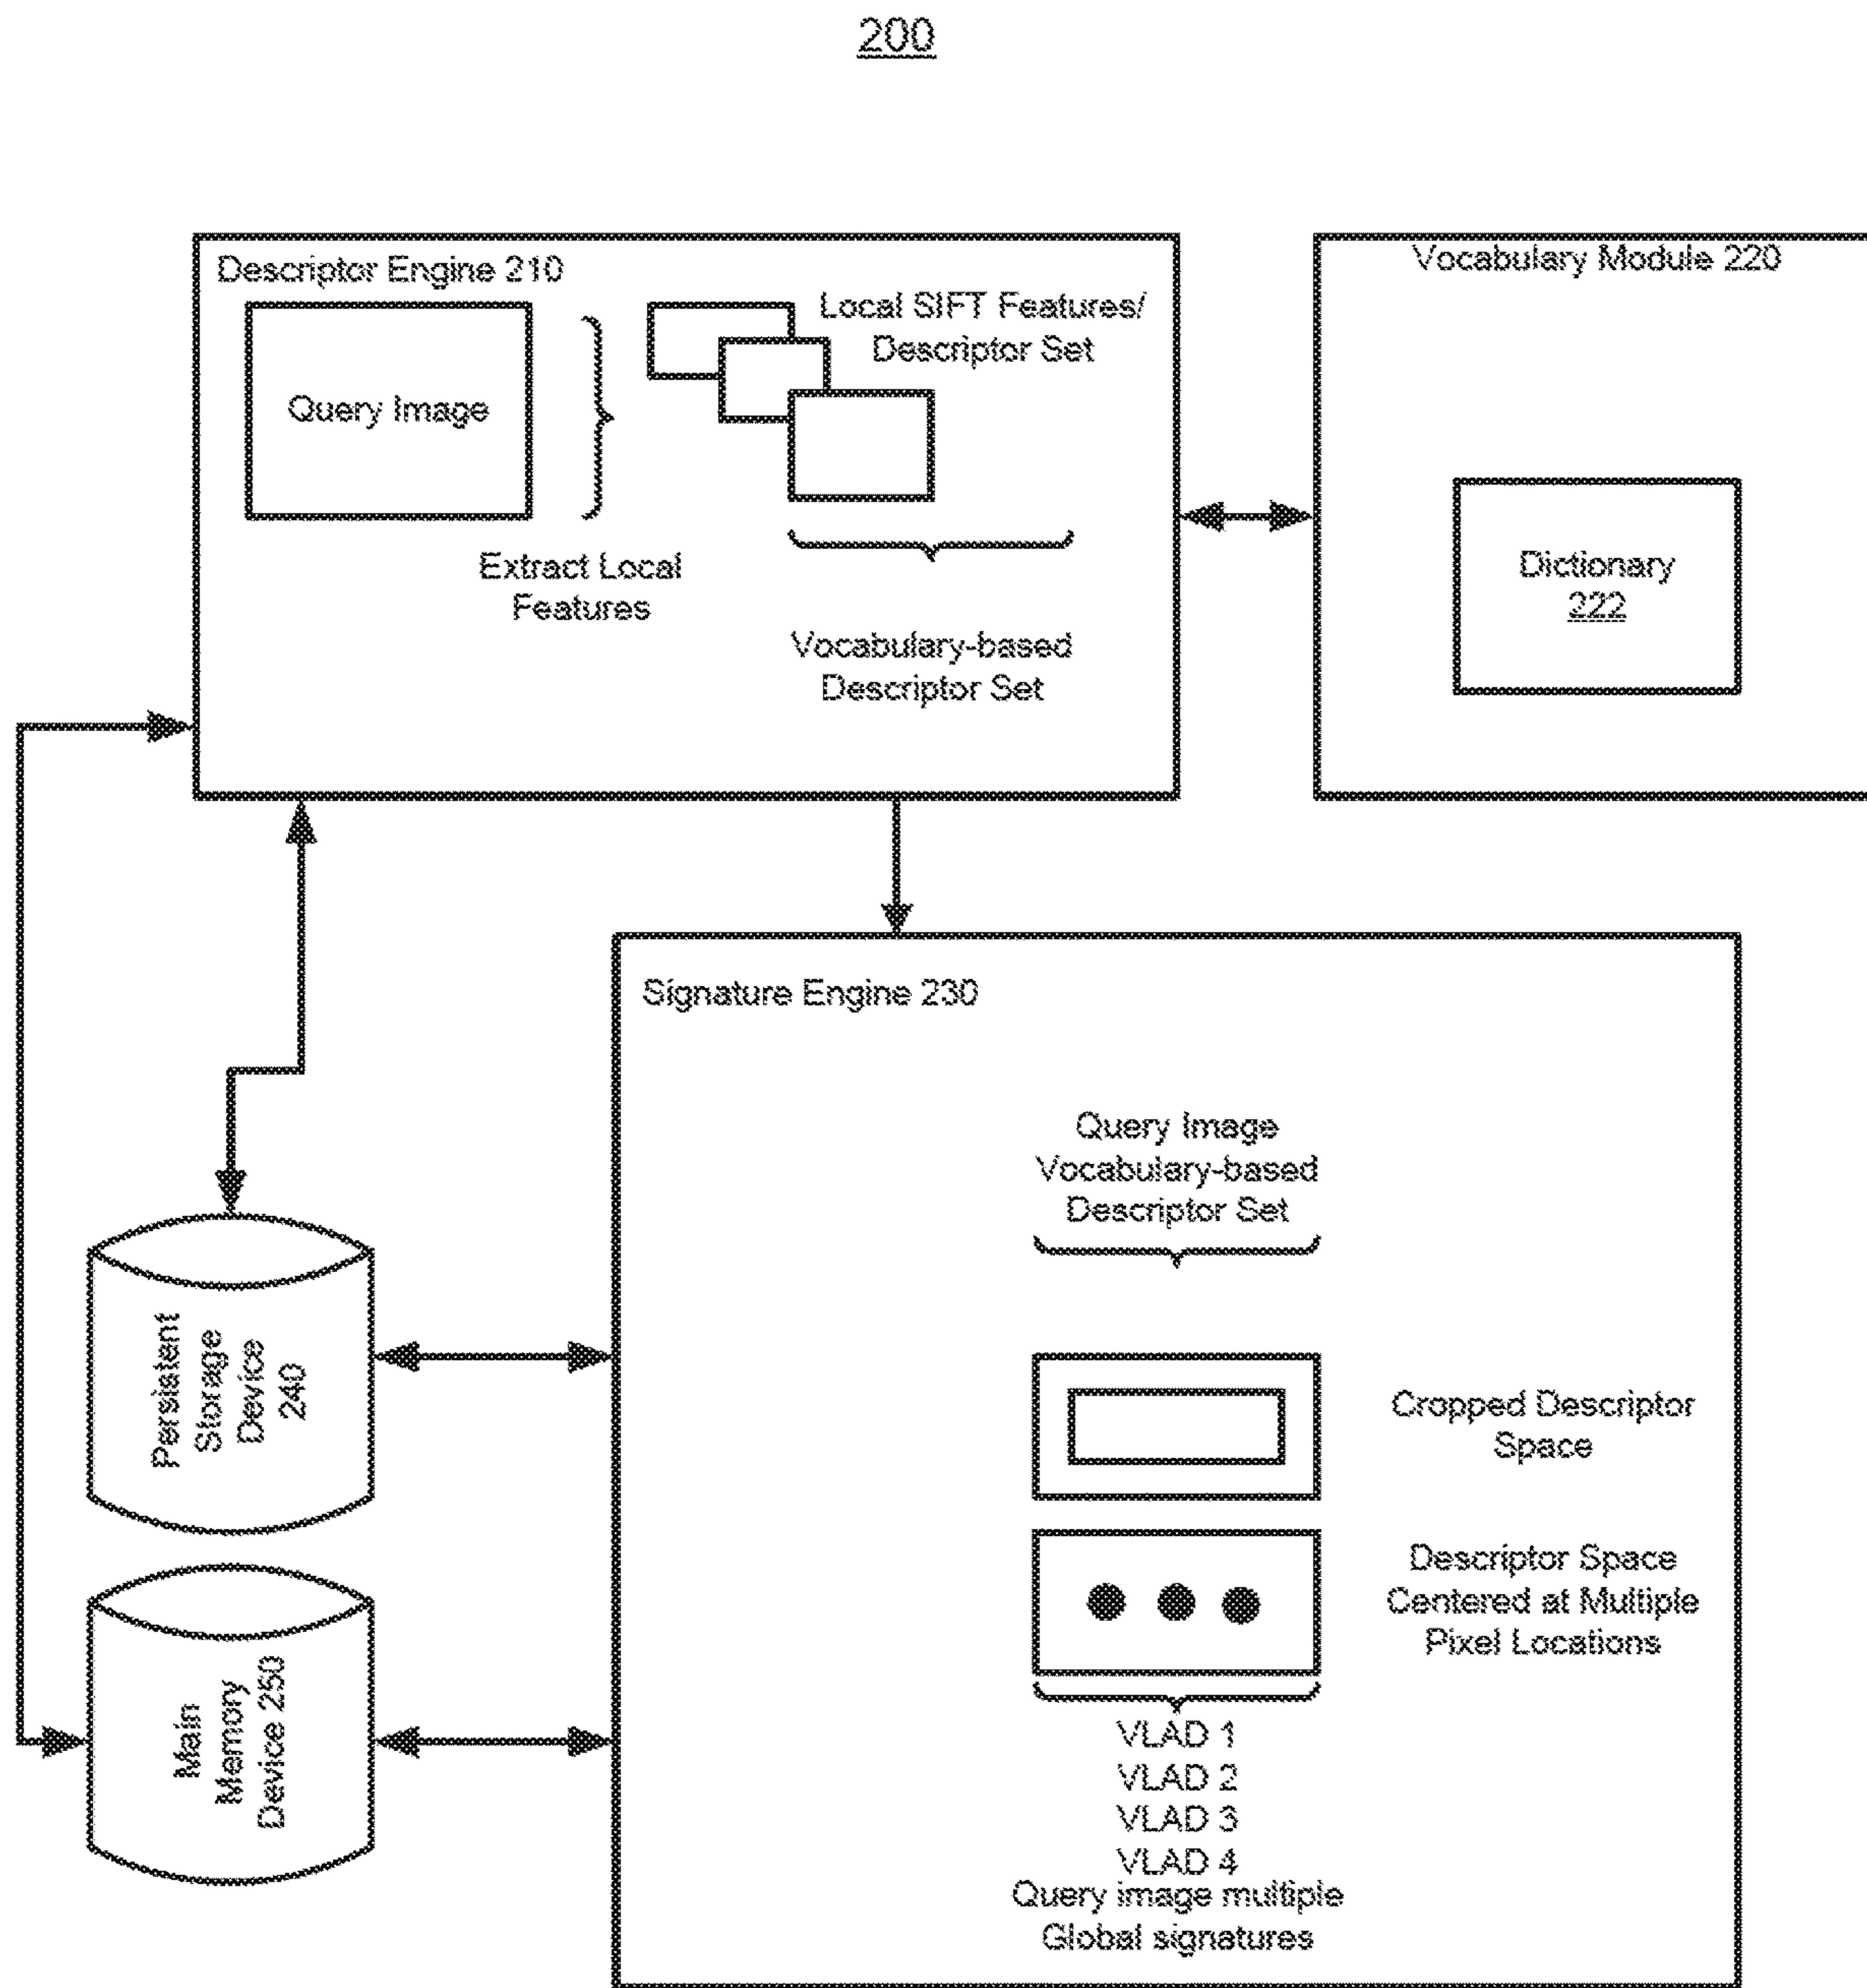 200
Descriptor Engine 210
Query Image
Extract Local
Features
Local SIFT Features/
Descriptor Set
Vocabulary-based
Descriptor Set
Vocabulary Module 220
Dictionary
222
Signature Engine 230
Query Image
Vocabulary-based
Descriptor Set
Cropped Descriptor
Space
Descriptor Space
Centered at Multiple
Pixel Locations
VLAD 1
VLAD 2
VLAD 3
VLAD 4
Query image multiple
Global signatures
Persistent
Storage
Device
240
Main
Memory
Device 250